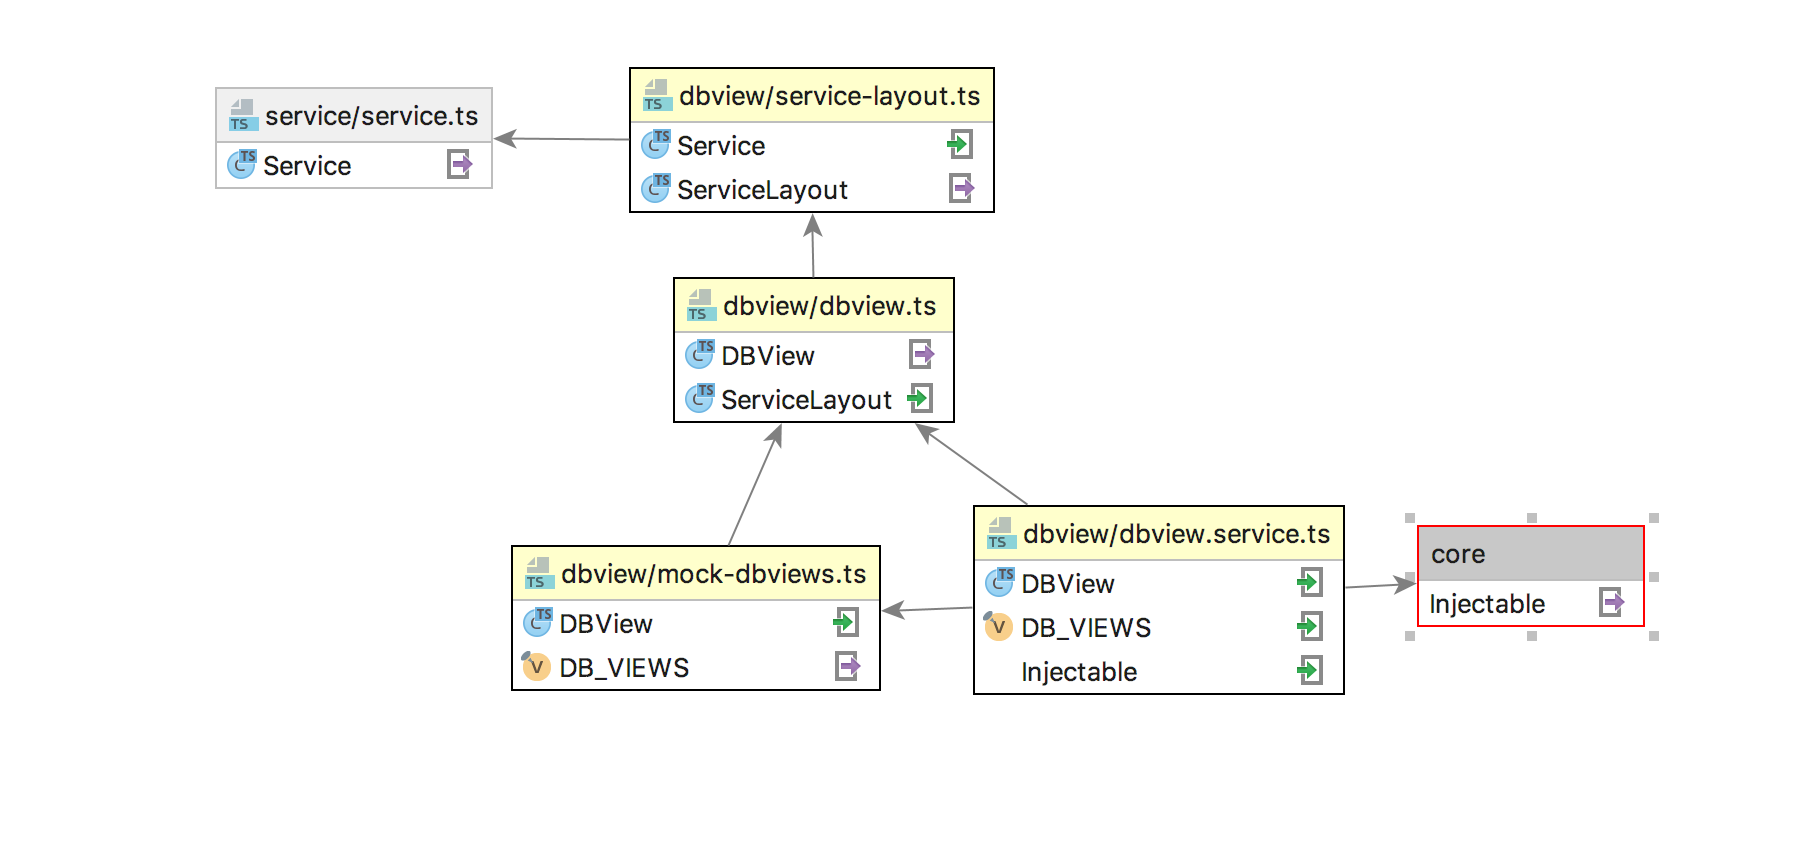 TS service/service.ts
TS Service
TS dbview/service-layout.ts
C TS Service
C TS ServiceLayout
TS dbview/dbview.ts
C TS DBView
C TS ServiceLayout
TS dbview/mock-dbviews.ts
C TS DBView
V DB_VIEWS
TS dbview/dbview.service.ts
C TS DBView
V DB_VIEWS
Injectable
core
Injectable